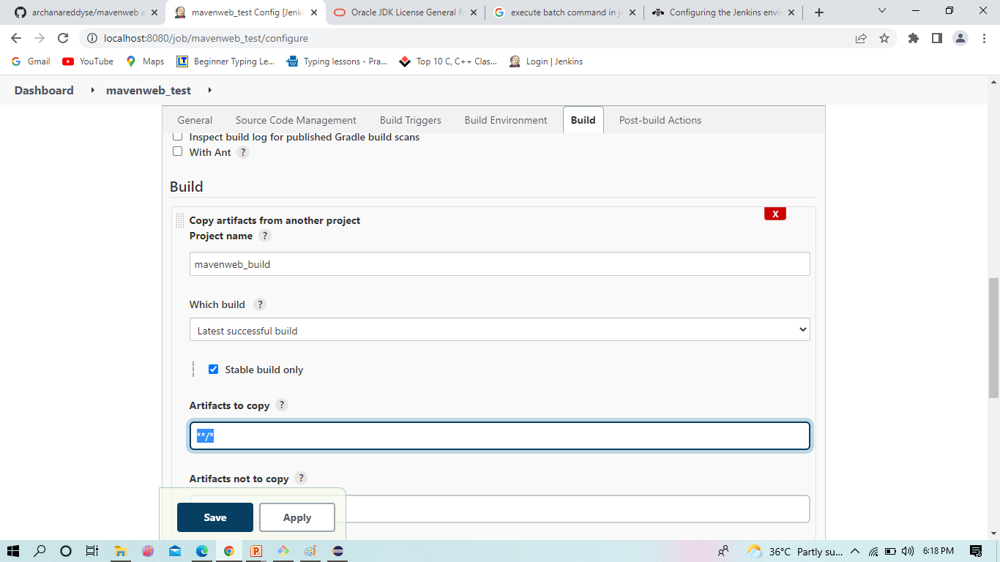 archanareddyse/mavenweb a
mavenweb_test Config [Jenk
Oracle JDK License General F
execute batch command in je
Configuring the Jenkins envi
localhost:8080/job/mavenweb_test/configure
Gmail
YouTube
Maps
Beginner Typing Le...
Typing lessons - Pra...
Top 10 C, C++ Clas...
Login | Jenkins
Dashboard
mavenweb_test
General
Source Code Management
Build Triggers
Build Environment
Build
Post-build Actions
Inspect build log for published Gradle build scans
With Ant ?
Build
Copy artifacts from another project
X
Project name ?
mavenweb_build
Which build ?
Latest successful build
Stable build only
Artifacts to copy ?
**/*
Artifacts not to copy ?
Save
Apply
36°C Partly su...
6:18 PM